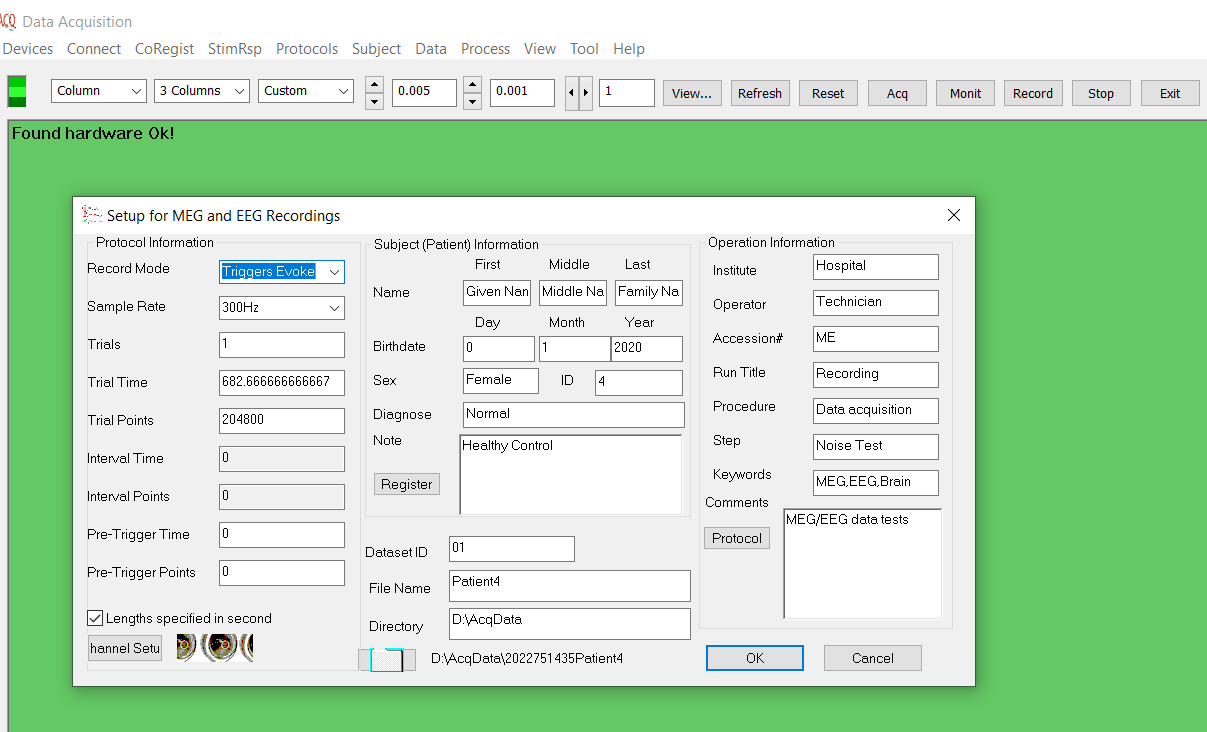 ACQ Data Acquisition
Devices Connect CoRegist StimRsp Protocols Subject Data Process View Tool Help
Column 3 Columns Custom 0.005 0.001 1 View... Refresh Reset Acq Monit Record Stop Exit
Found hardware Ok!
Setup for MEG and EEG Recordings
Protocol Information
Record Mode Triggers Evoke
Sample Rate 300Hz
Trials 1
Trial Time 682.666666666667
Trial Points 204800
Interval Time 0
Interval Points 0
Pre-Trigger Time 0
Pre-Trigger Points 0
Lengths specified in second
hannel Setu
Subject (Patient) Information
First Middle Last
Name Given Nan Middle Na Family Na
Day Month Year
Birthdate 0 1 2020
Sex Female ID 4
Diagnose Normal
Note Healthy Control
Register
Dataset ID 01
File Name Patient4
Directory D:\AcqData
D:\AcqData\2022751435Patient4
Operation Information
Institute Hospital
Operator Technician
Accession# ME
Run Title Recording
Procedure Data acquisition
Step Noise Test
Keywords MEG,EEG,Brain
Comments
MEG/EEG data tests
Protocol
OK Cancel